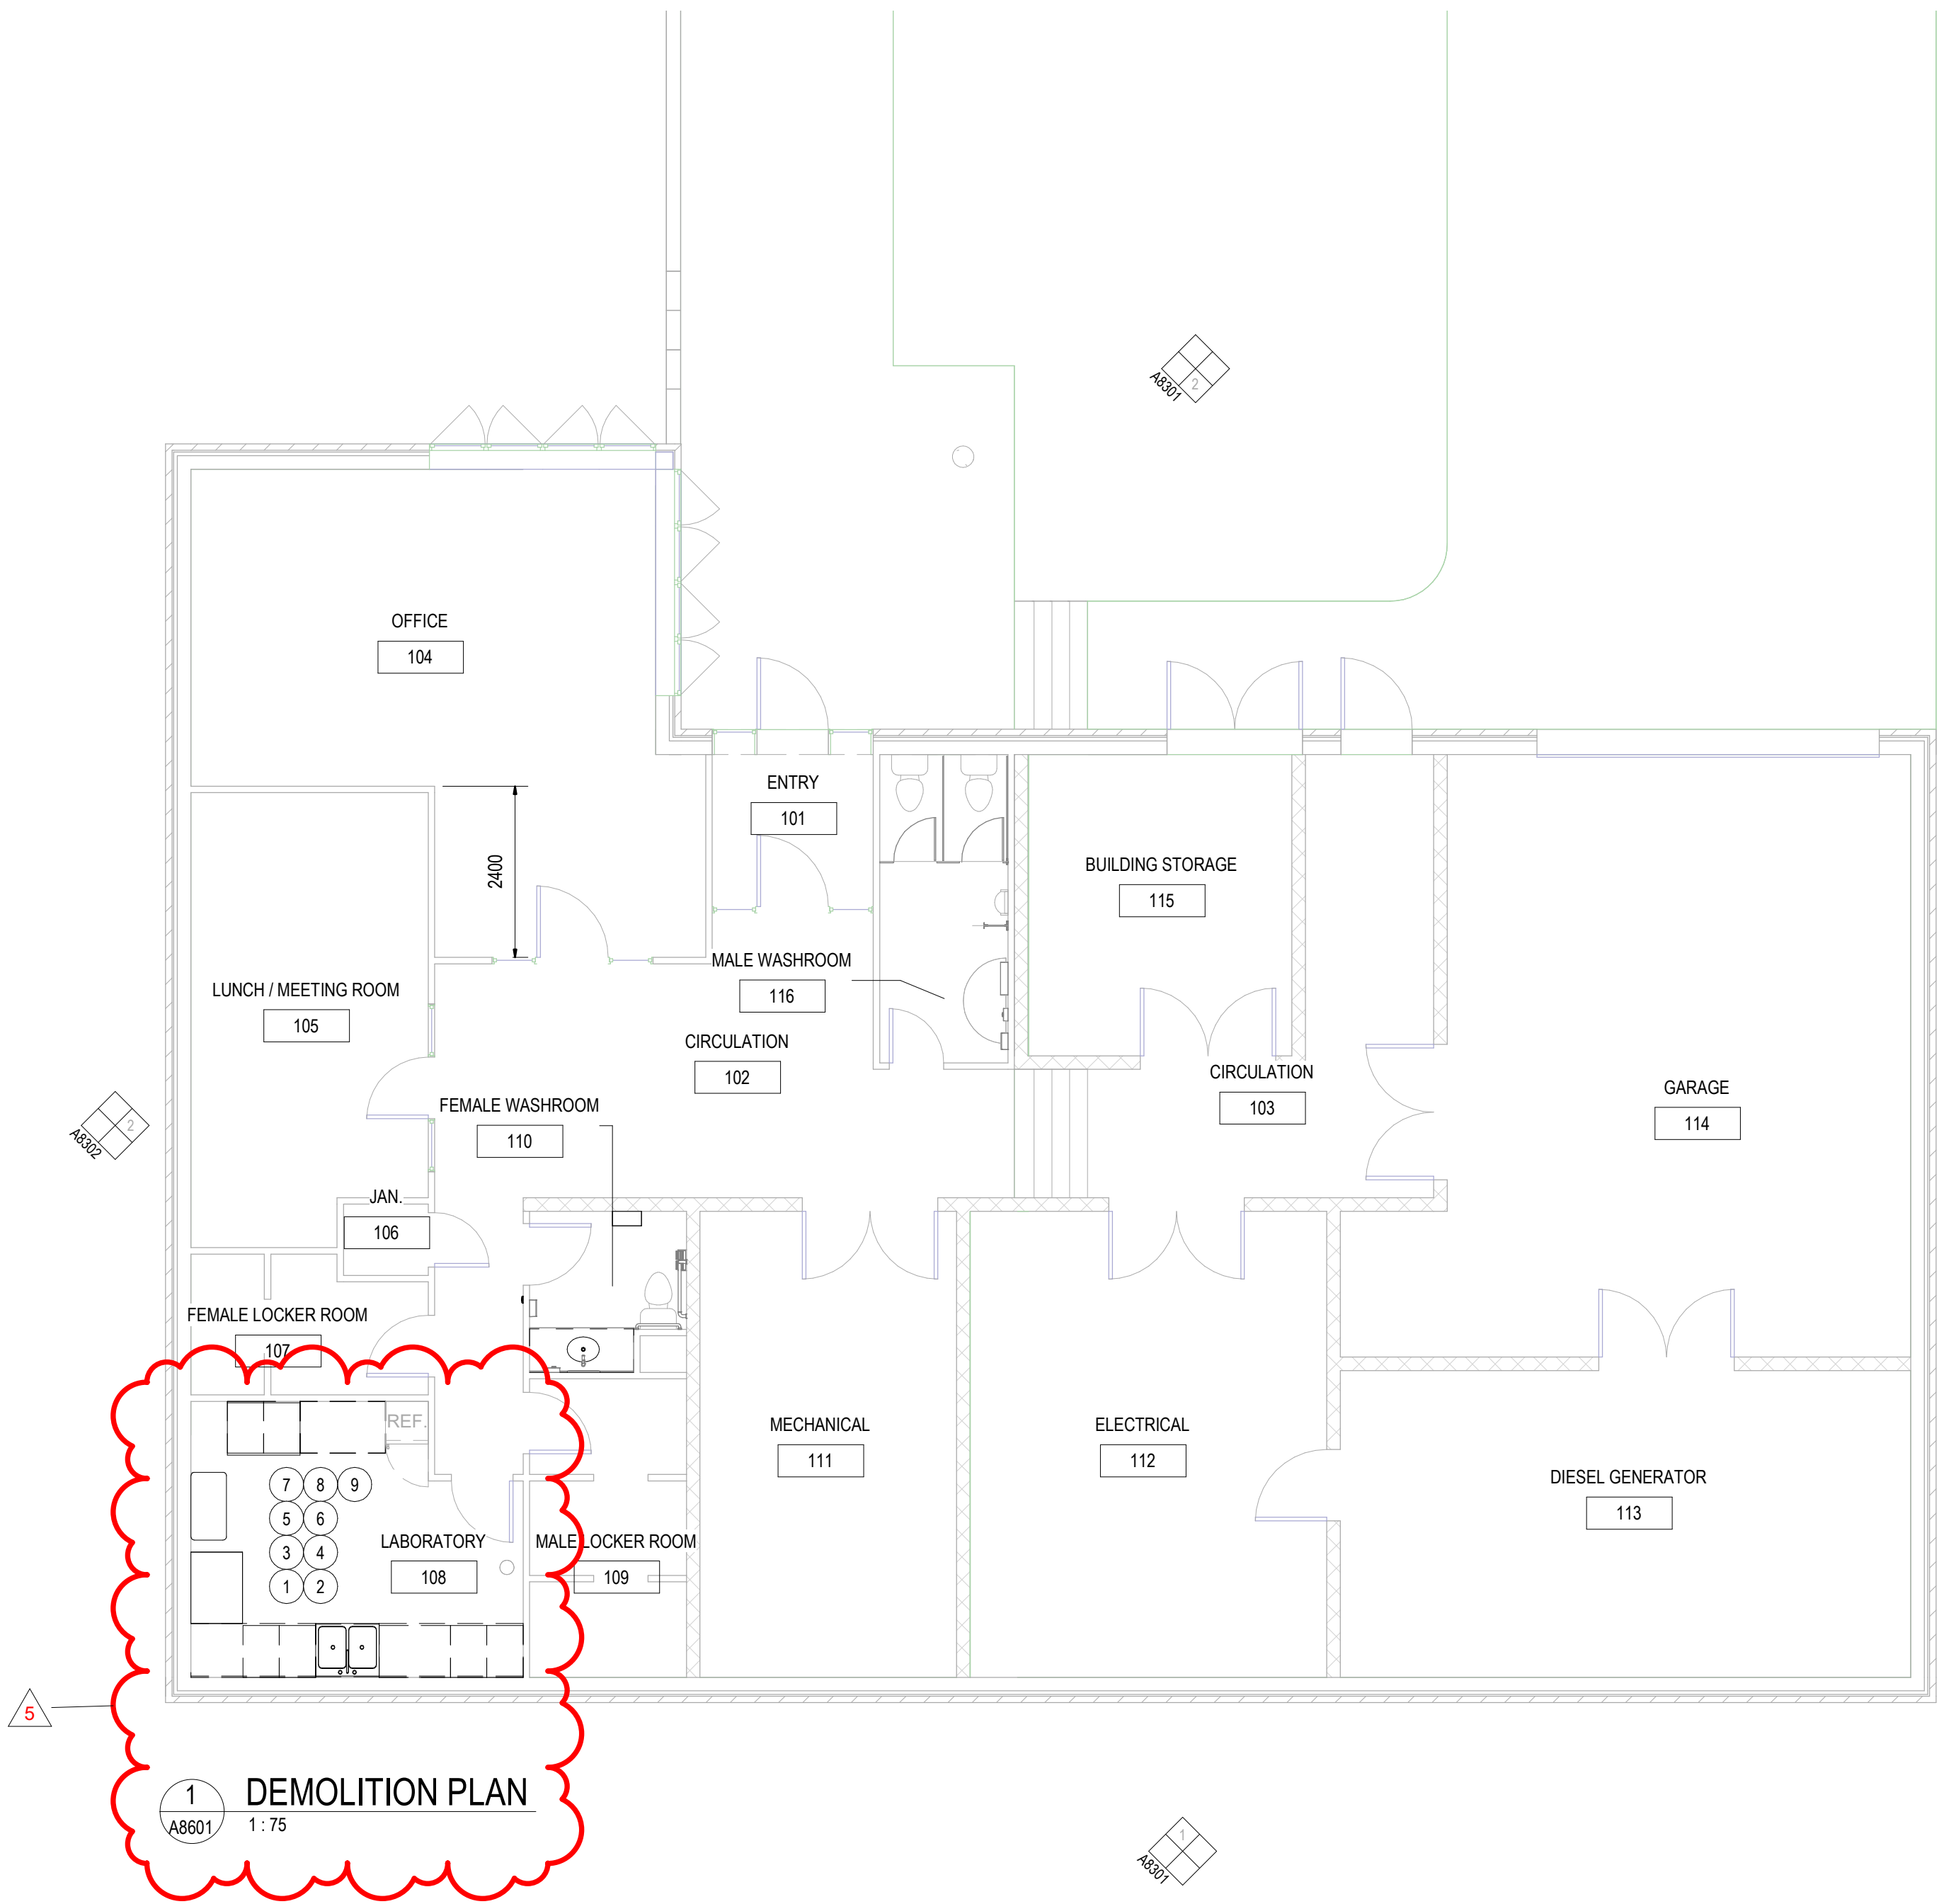 A8301
2
OFFICE
104
ENTRY
101
2400
BUILDING STORAGE
115
MALE WASHROOM
116
LUNCH / MEETING ROOM
105
CIRCULATION
102
CIRCULATION
103
GARAGE
114
FEMALE WASHROOM
110
A8302
2
JAN.
106
FEMALE LOCKER ROOM
107
REF.
MECHANICAL
111
ELECTRICAL
112
DIESEL GENERATOR
113
7 8 9
5 6
3 4
1 2
LABORATORY
108
MALE LOCKER ROOM
109
5
1
A8601
DEMOLITION PLAN
1 : 75
A8301
1